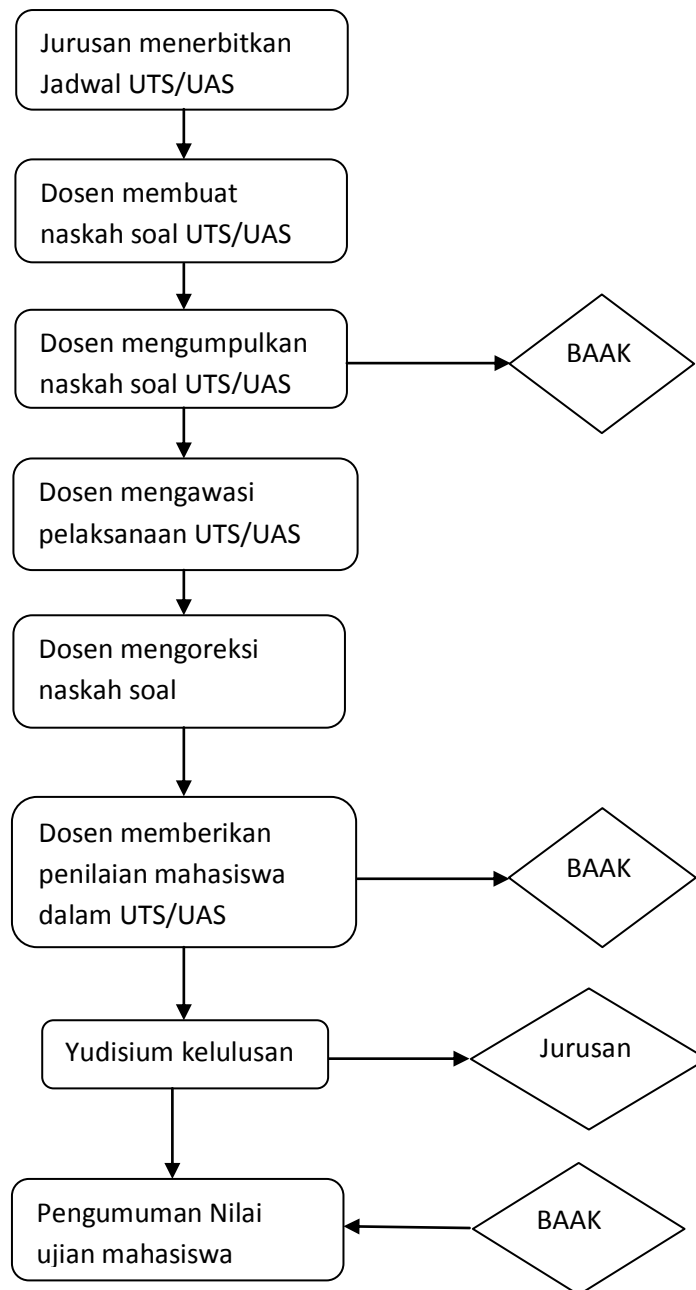 Jurusan menerbitkan
Jadwal UTS/UAS
Dosen membuat
naskah soal UTS/UAS
Dosen mengumpulkan
naskah soal UTS/UAS
BAAK
Dosen mengawasi
pelaksanaan UTS/UAS
Dosen mengoreksi
naskah soal
Dosen memberikan
penilaian mahasiswa
dalam UTS/UAS
BAAK
Yudisium kelulusan
Jurusan
Pengumuman Nilai
ujian mahasiswa
BAAK